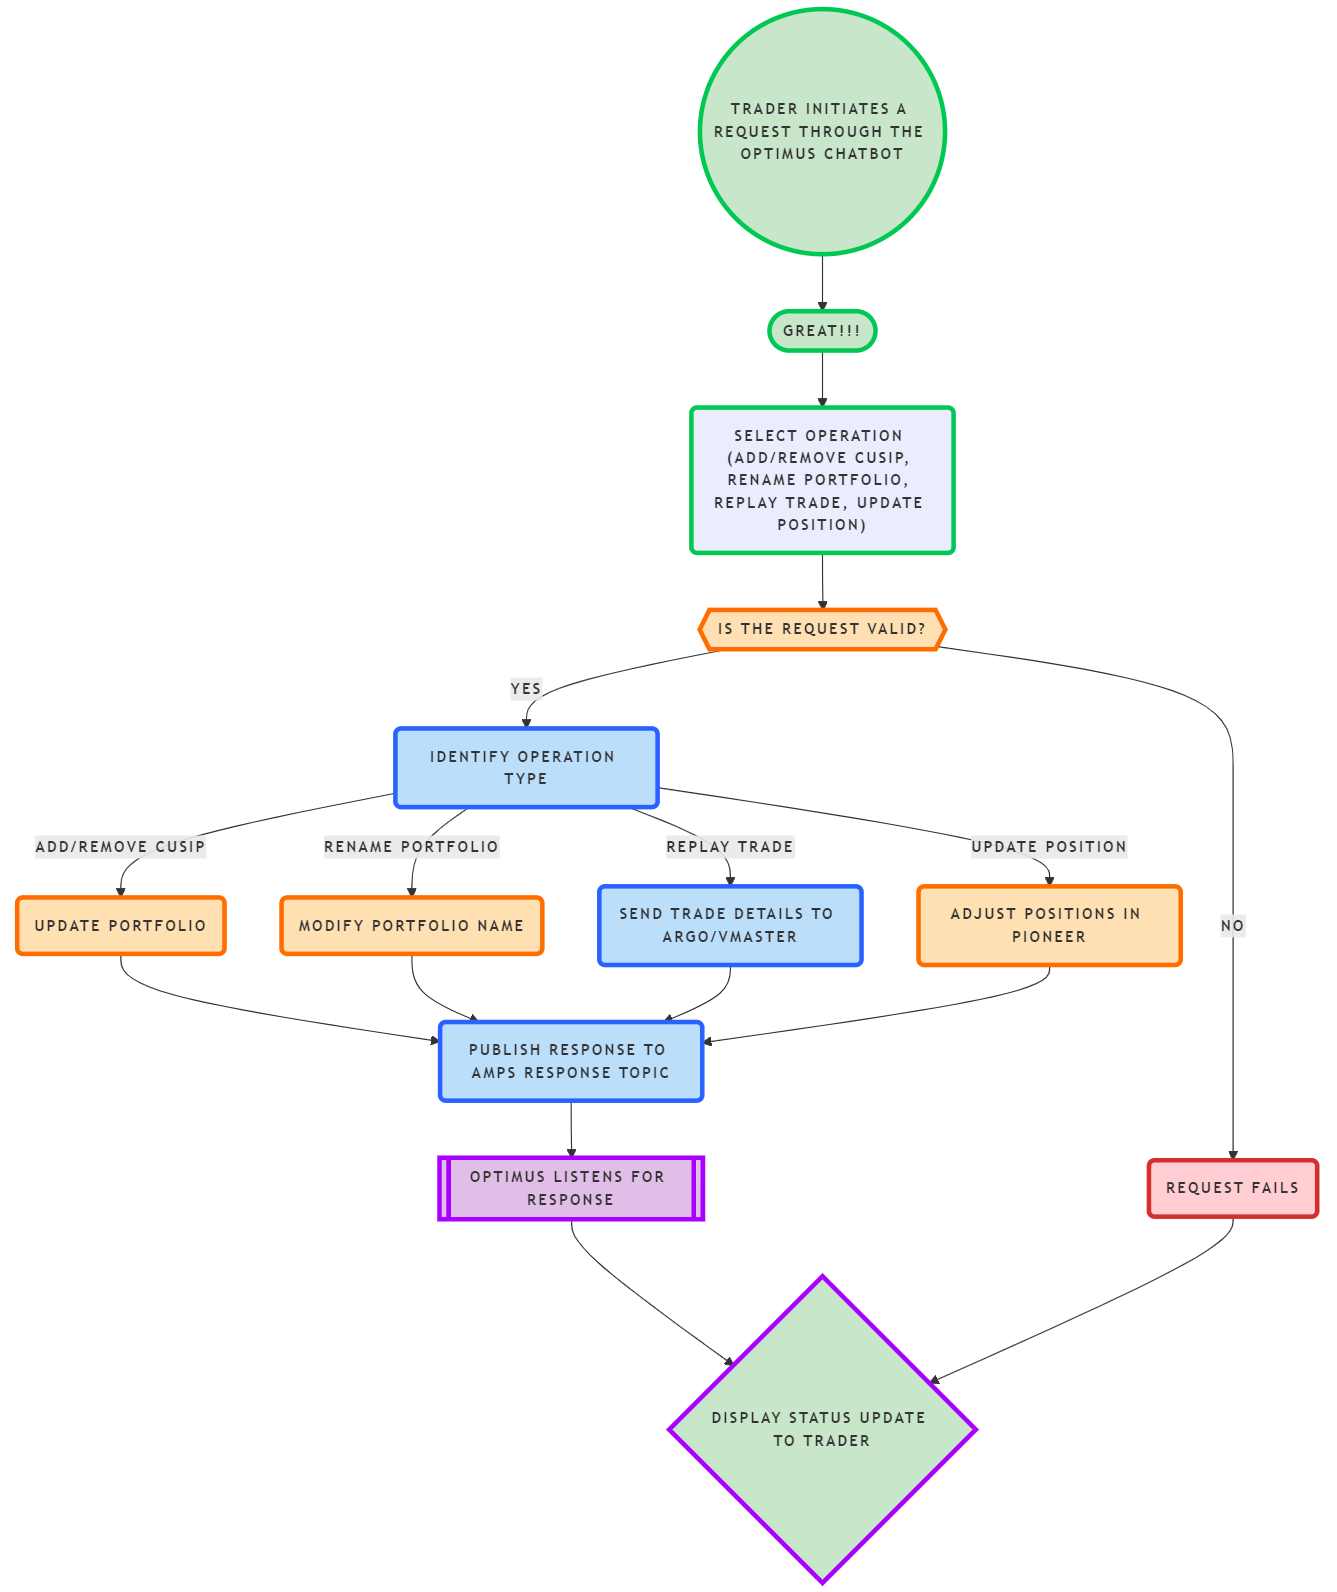 TRADER INITIATES A
REQUEST THROUGH THE
OPTIMUS CHATBOT
GREAT!!!
SELECT OPERATION
(ADD/REMOVE CUSIP,
RENAME PORTFOLIO,
REPLAY TRADE, UPDATE
POSITION)
IS THE REQUEST VALID?
YES
IDENTIFY OPERATION
TYPE
ADD/REMOVE CUSIP
RENAME PORTFOLIO
REPLAY TRADE
UPDATE POSITION
UPDATE PORTFOLIO
MODIFY PORTFOLIO NAME
SEND TRADE DETAILS TO
ARGO/VMASTER
ADJUST POSITIONS IN
PIONEER
NO
PUBLISH RESPONSE TO
AMPS RESPONSE TOPIC
OPTIMUS LISTENS FOR
RESPONSE
REQUEST FAILS
DISPLAY STATUS UPDATE
TO TRADER